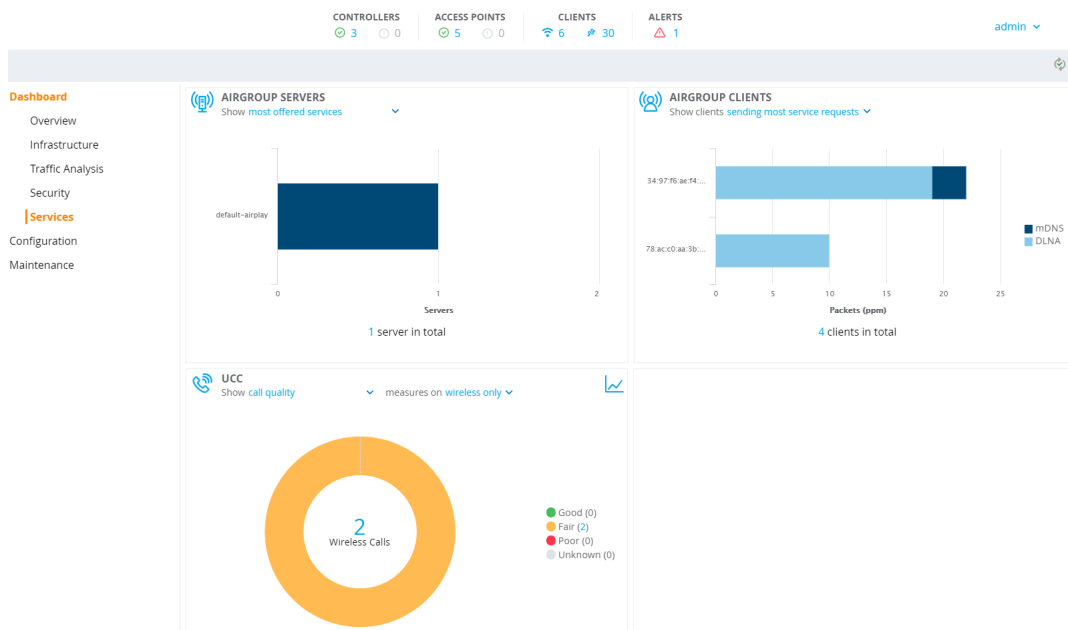 CONTROLLERS ACCESS POINTS CLIENTS ALERTS
3 0 5 0 6 30 1
admin
Dashboard
Overview
Infrastructure
Traffic Analysis
Security
Services
Configuration
Maintenance
AIRGROUP SERVERS
Show most offered services
default-airplay
0 1 2
Servers
1 server in total
AIRGROUP CLIENTS
Show clients sending most service requests
34:97:f6:ae:f4:...
78:ac:c0:aa:3b:...
0 5 10 15 20 25
Packets (ppm)
mDNS
DLNA
4 clients in total
UCC
Show call quality measures on wireless only
2
Wireless Calls
Good (0)
Fair (2)
Poor (0)
Unknown (0)